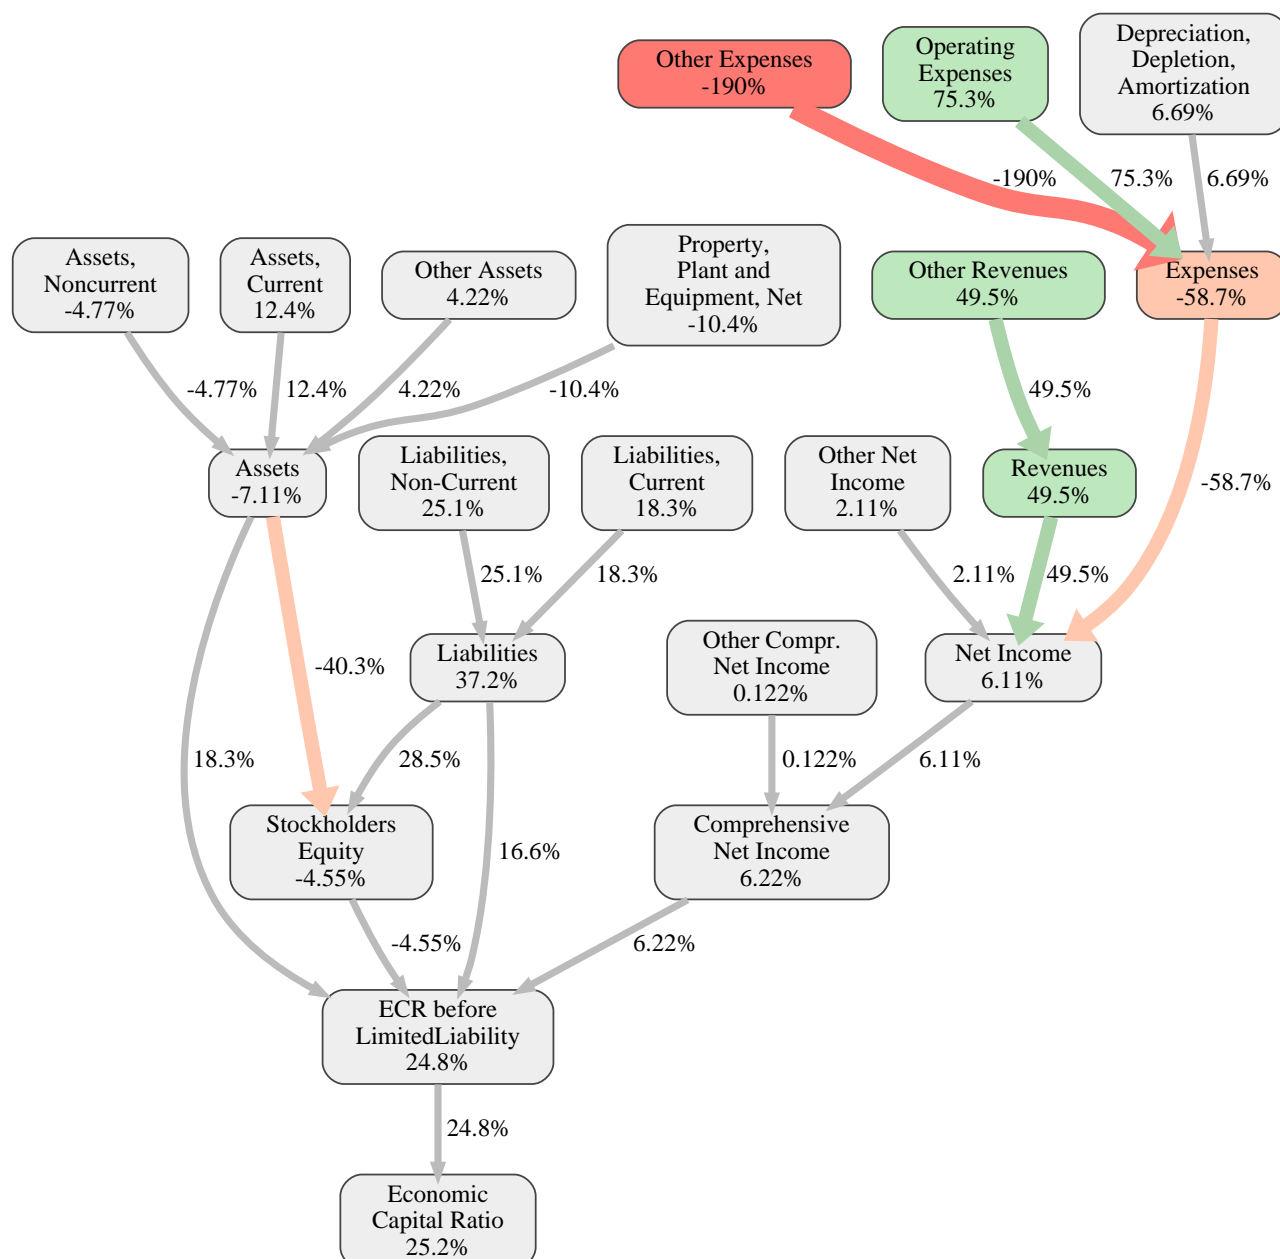 Other Expenses
-190%
Operating
Expenses
75.3%
Depreciation,
Depletion,
Amortization
6.69%
-190%
75.3%
6.69%
Assets,
Noncurrent
-4.77%
Assets,
Current
12.4%
Other Assets
4.22%
Property,
Plant and
Equipment, Net
-10.4%
Other Revenues
49.5%
Expenses
-58.7%
-4.77%
12.4%
4.22%
-10.4%
49.5%
-58.7%
Assets
-7.11%
Liabilities,
Non-Current
25.1%
Liabilities,
Current
18.3%
Other Net
Income
2.11%
Revenues
49.5%
25.1%
18.3%
2.11%
49.5%
-40.3%
Liabilities
37.2%
Other Compr.
Net Income
0.122%
Net Income
6.11%
18.3%
28.5%
0.122%
6.11%
Stockholders
Equity
-4.55%
16.6%
Comprehensive
Net Income
6.22%
-4.55%
6.22%
ECR before
LimitedLiability
24.8%
24.8%
Economic
Capital Ratio
25.2%